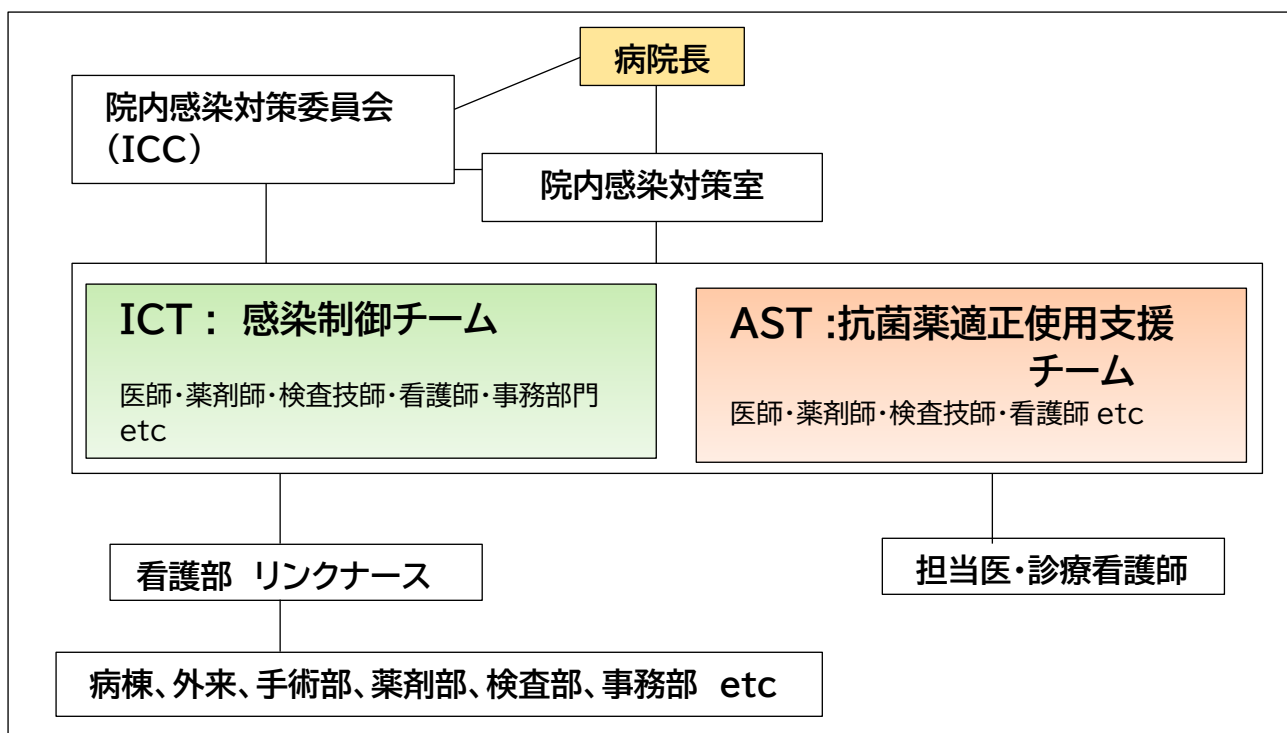 病院長
院内感染対策委員会
(ICC)
院内感染対策室
ICT: 感染制御チーム
医師・薬剤師・検査技師・看護師・事務部門
etc
AST:抗菌薬適正使用支援
チーム
医師・薬剤師・検査技師・看護師 etc
看護部 リンクナース
担当医・診療看護師
病棟、外来、手術部、薬剤部、検査部、事務部 etc